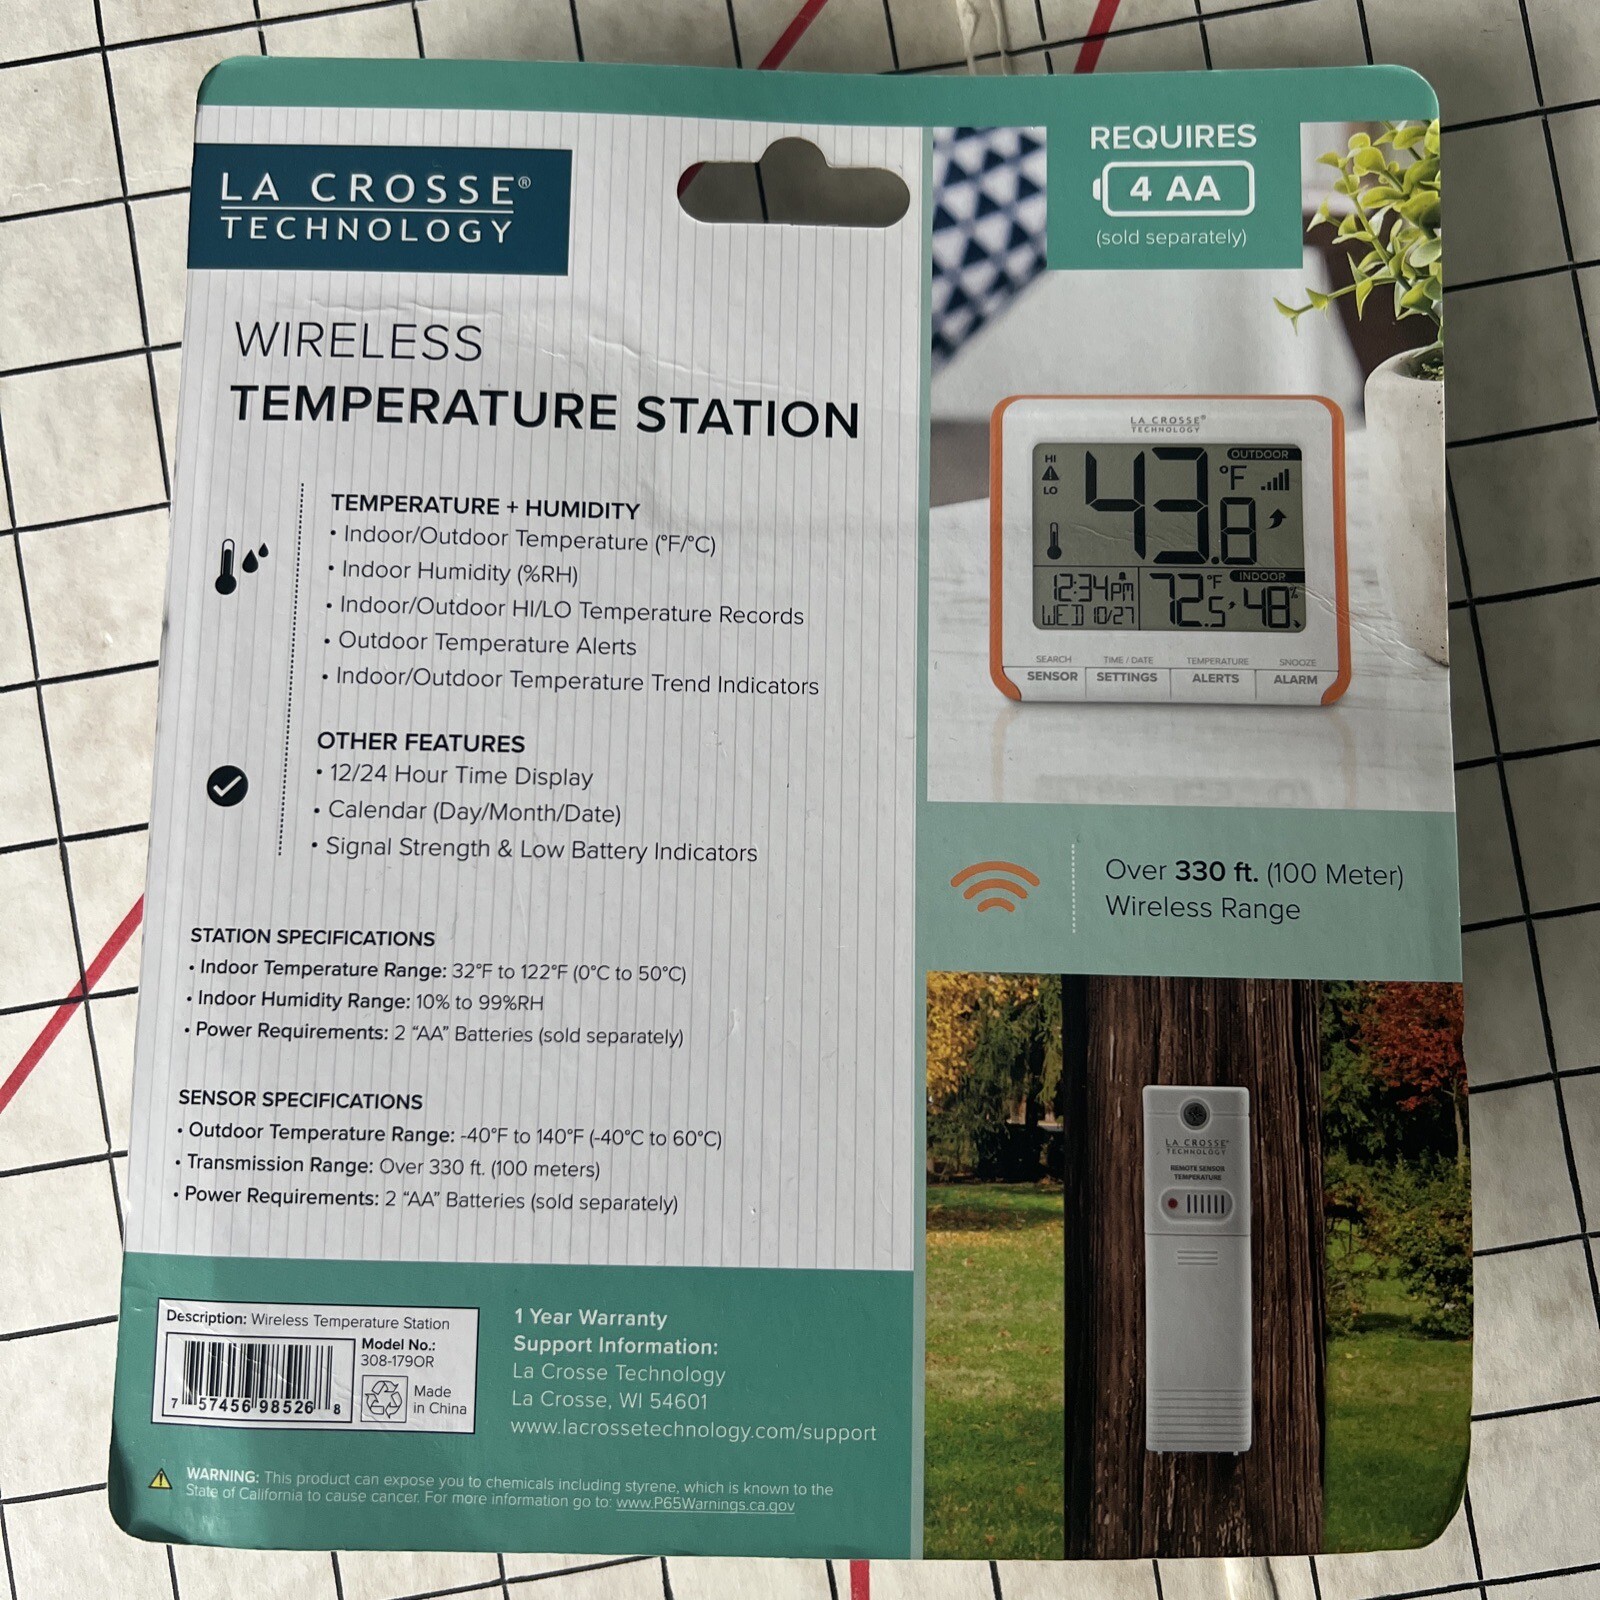 LA CROSSE®
TECHNOLOGY
WIRELESS
TEMPERATURE STATION
TEMPERATURE + HUMIDITY
• Indoor/Outdoor Temperature (°F/°C)
• Indoor Humidity (%RH)
• Indoor/Outdoor HI/LO Temperature Records
• Outdoor Temperature Alerts
• Indoor/Outdoor Temperature Trend Indicators
OTHER FEATURES
• 12/24 Hour Time Display
• Calendar (Day/Month/Date)
• Signal Strength & Low Battery Indicators
STATION SPECIFICATIONS
• Indoor Temperature Range: 32°F to 122°F (0°C to 50°C)
• Indoor Humidity Range: 10% to 99%RH
• Power Requirements: 2 “AA” Batteries (sold separately)
SENSOR SPECIFICATIONS
• Outdoor Temperature Range: -40°F to 140°F (-40°C to 60°C)
• Transmission Range: Over 330 ft. (100 meters)
• Power Requirements: 2 “AA” Batteries (sold separately)
Description: Wireless Temperature Station
Model No.:
308-179OR
Made
in China
7 57456 98526 8
1 Year Warranty
Support Information:
La Crosse Technology
La Crosse, WI 54601
www.lacrossetechnology.com/support
WARNING: This product can expose you to chemicals including styrene, which is known to the
State of California to cause cancer. For more information go to: www.P65Warnings.ca.gov
REQUIRES
4 AA
(sold separately)
LA CROSSE®
TECHNOLOGY
HI
LO
43.8 °F
OUTDOOR
12:34PM
WED 10/27
72.5 °F
INDOOR
48%
SEARCH
SENSOR
TIME / DATE
SETTINGS
TEMPERATURE
ALERTS
SNOOZE
ALARM
Over 330 ft. (100 Meter)
Wireless Range
LA CROSSE®
TECHNOLOGY
REMOTE SENSOR
TEMPERATURE